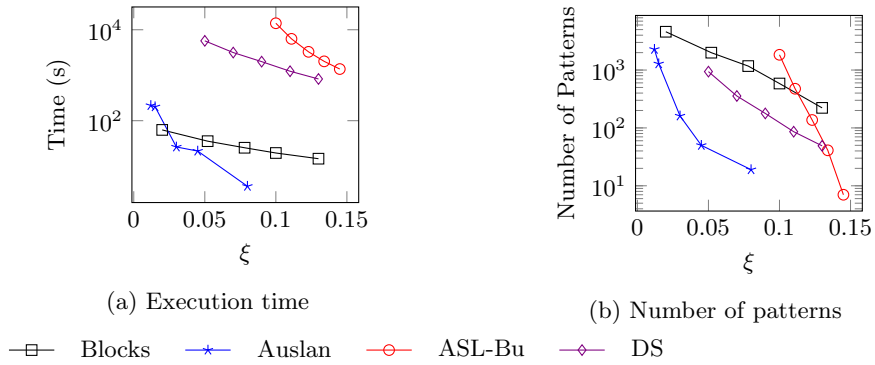 Time (s)
10^4
10^2
0
0.05
0.1
0.15
ξ
(a) Execution time
Number of Patterns
10^3
10^2
10^1
0
0.05
0.1
0.15
ξ
(b) Number of patterns
Blocks
Auslan
ASL-Bu
DS